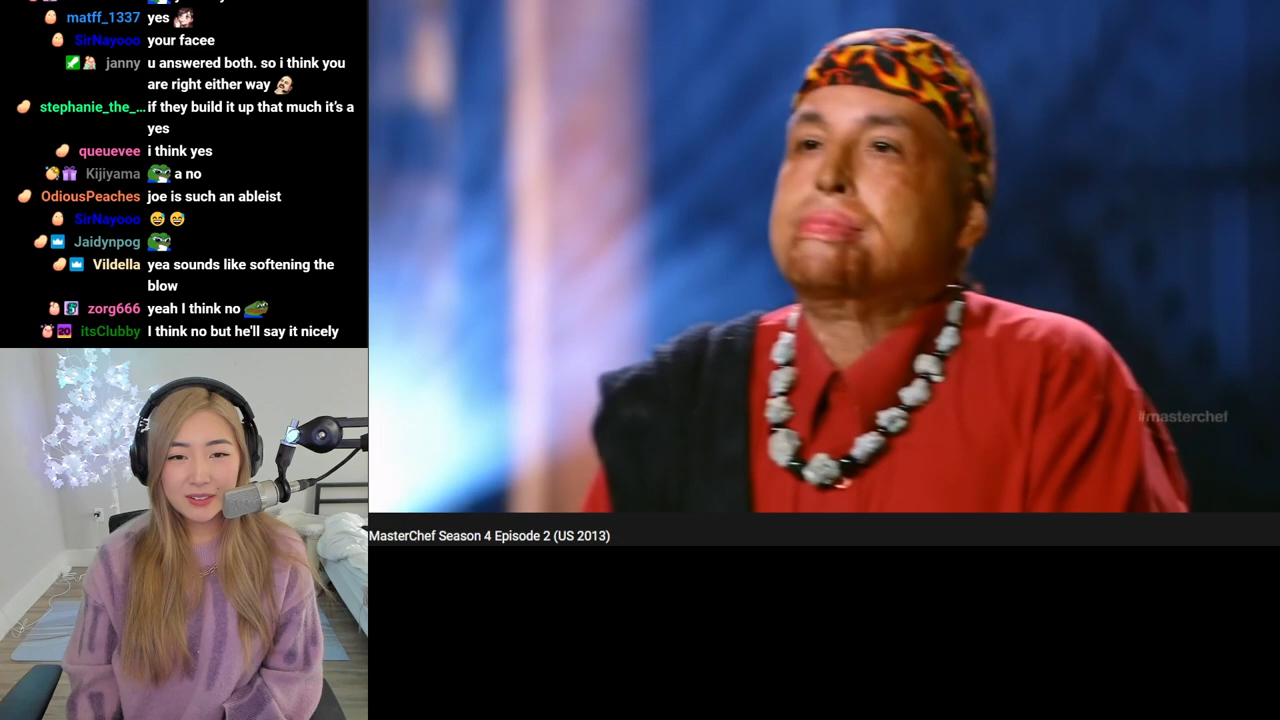 matff_1337 yes
SirNayooo your facee
janny u answered both. so i think you
are right either way
stephanie_the_… if they build it up that much it's a
yes
queuevee i think yes
Kijiyama a no
OdiousPeaches joe is such an ableist
SirNayooo
Jaidynpog
Vildella yea sounds like softening the
blow
zorg666 yeah I think no
20 itsClubby I think no but he'll say it nicely
#masterchef
MasterChef Season 4 Episode 2 (US 2013)